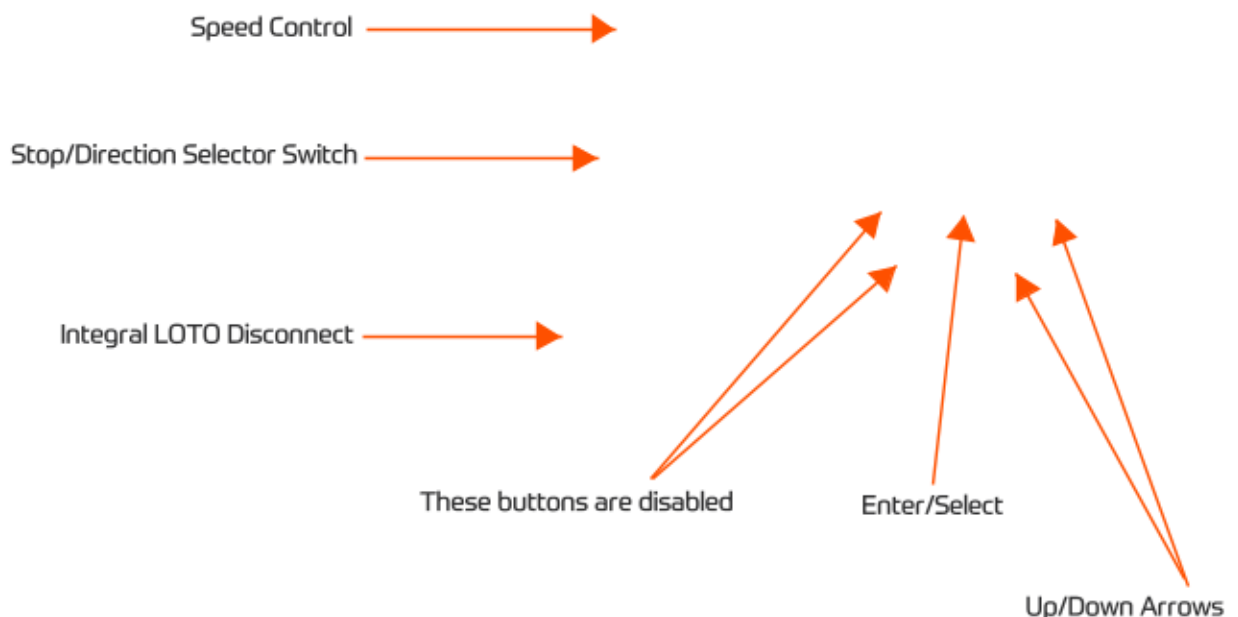 Speed Control
Stop/Direction Selector Switch
Integral LOTO Disconnect
These buttons are disabled
Enter/Select
Up/Down Arrows